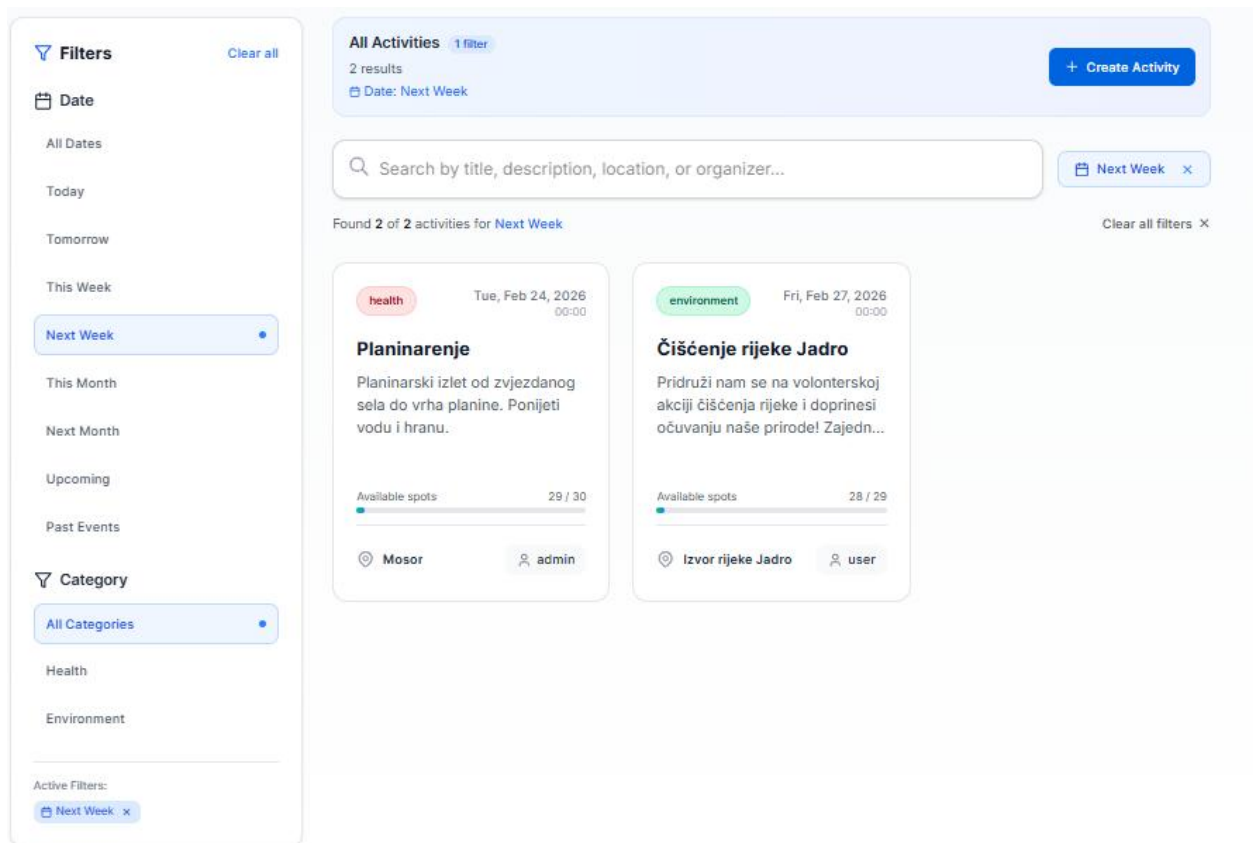 Filters
Clear all
Date
All Dates
Today
Tomorrow
This Week
Next Week
This Month
Next Month
Upcoming
Past Events
Category
All Categories
Health
Environment
Active Filters:
Next Week ×
All Activities 1 filter
2 results
Date: Next Week
+ Create Activity
Search by title, description, location, or organizer...
Next Week ×
Found 2 of 2 activities for Next Week
Clear all filters ×
health
Tue, Feb 24, 2026
00:00
Planinarenje
Planinarski izlet od zvjezdanog
sela do vrha planine. Ponijeti
vodu i hranu.
Available spots 29 / 30
Mosor
admin
environment
Fri, Feb 27, 2026
00:00
Čišćenje rijeke Jadro
Pridruži nam se na volonterskoj
akciji čišćenja rijeke i doprinesi
očuvanju naše prirode! Zajedn...
Available spots 28 / 29
Izvor rijeke Jadro
user